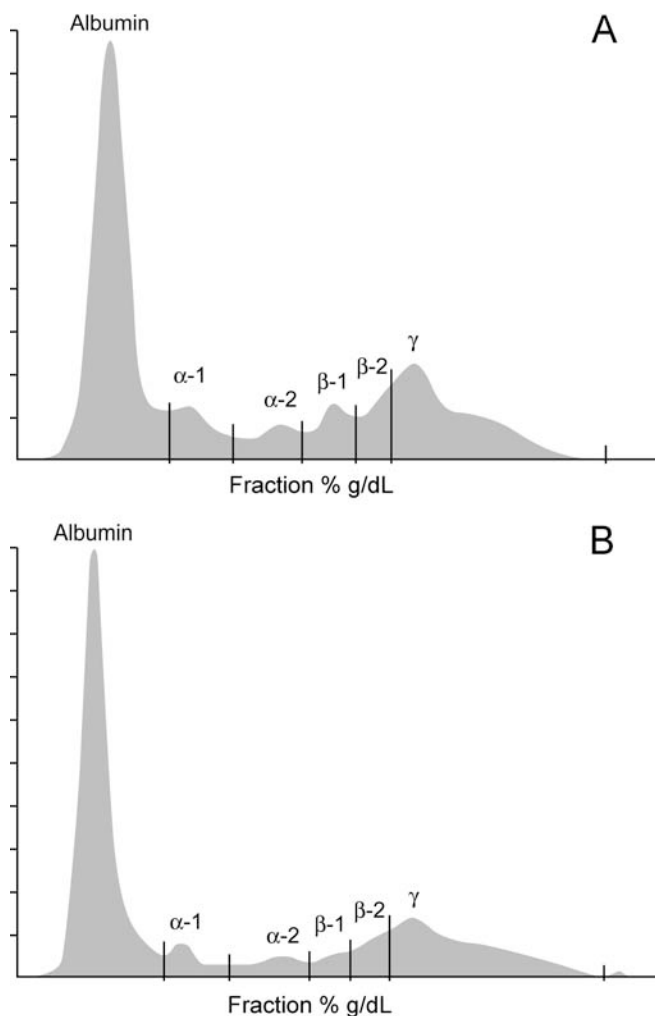 Albumin
A
α-1
α-2
β-1
β-2
γ
Fraction % g/dL
Albumin
B
α-1
α-2
β-1
β-2
γ
Fraction % g/dL